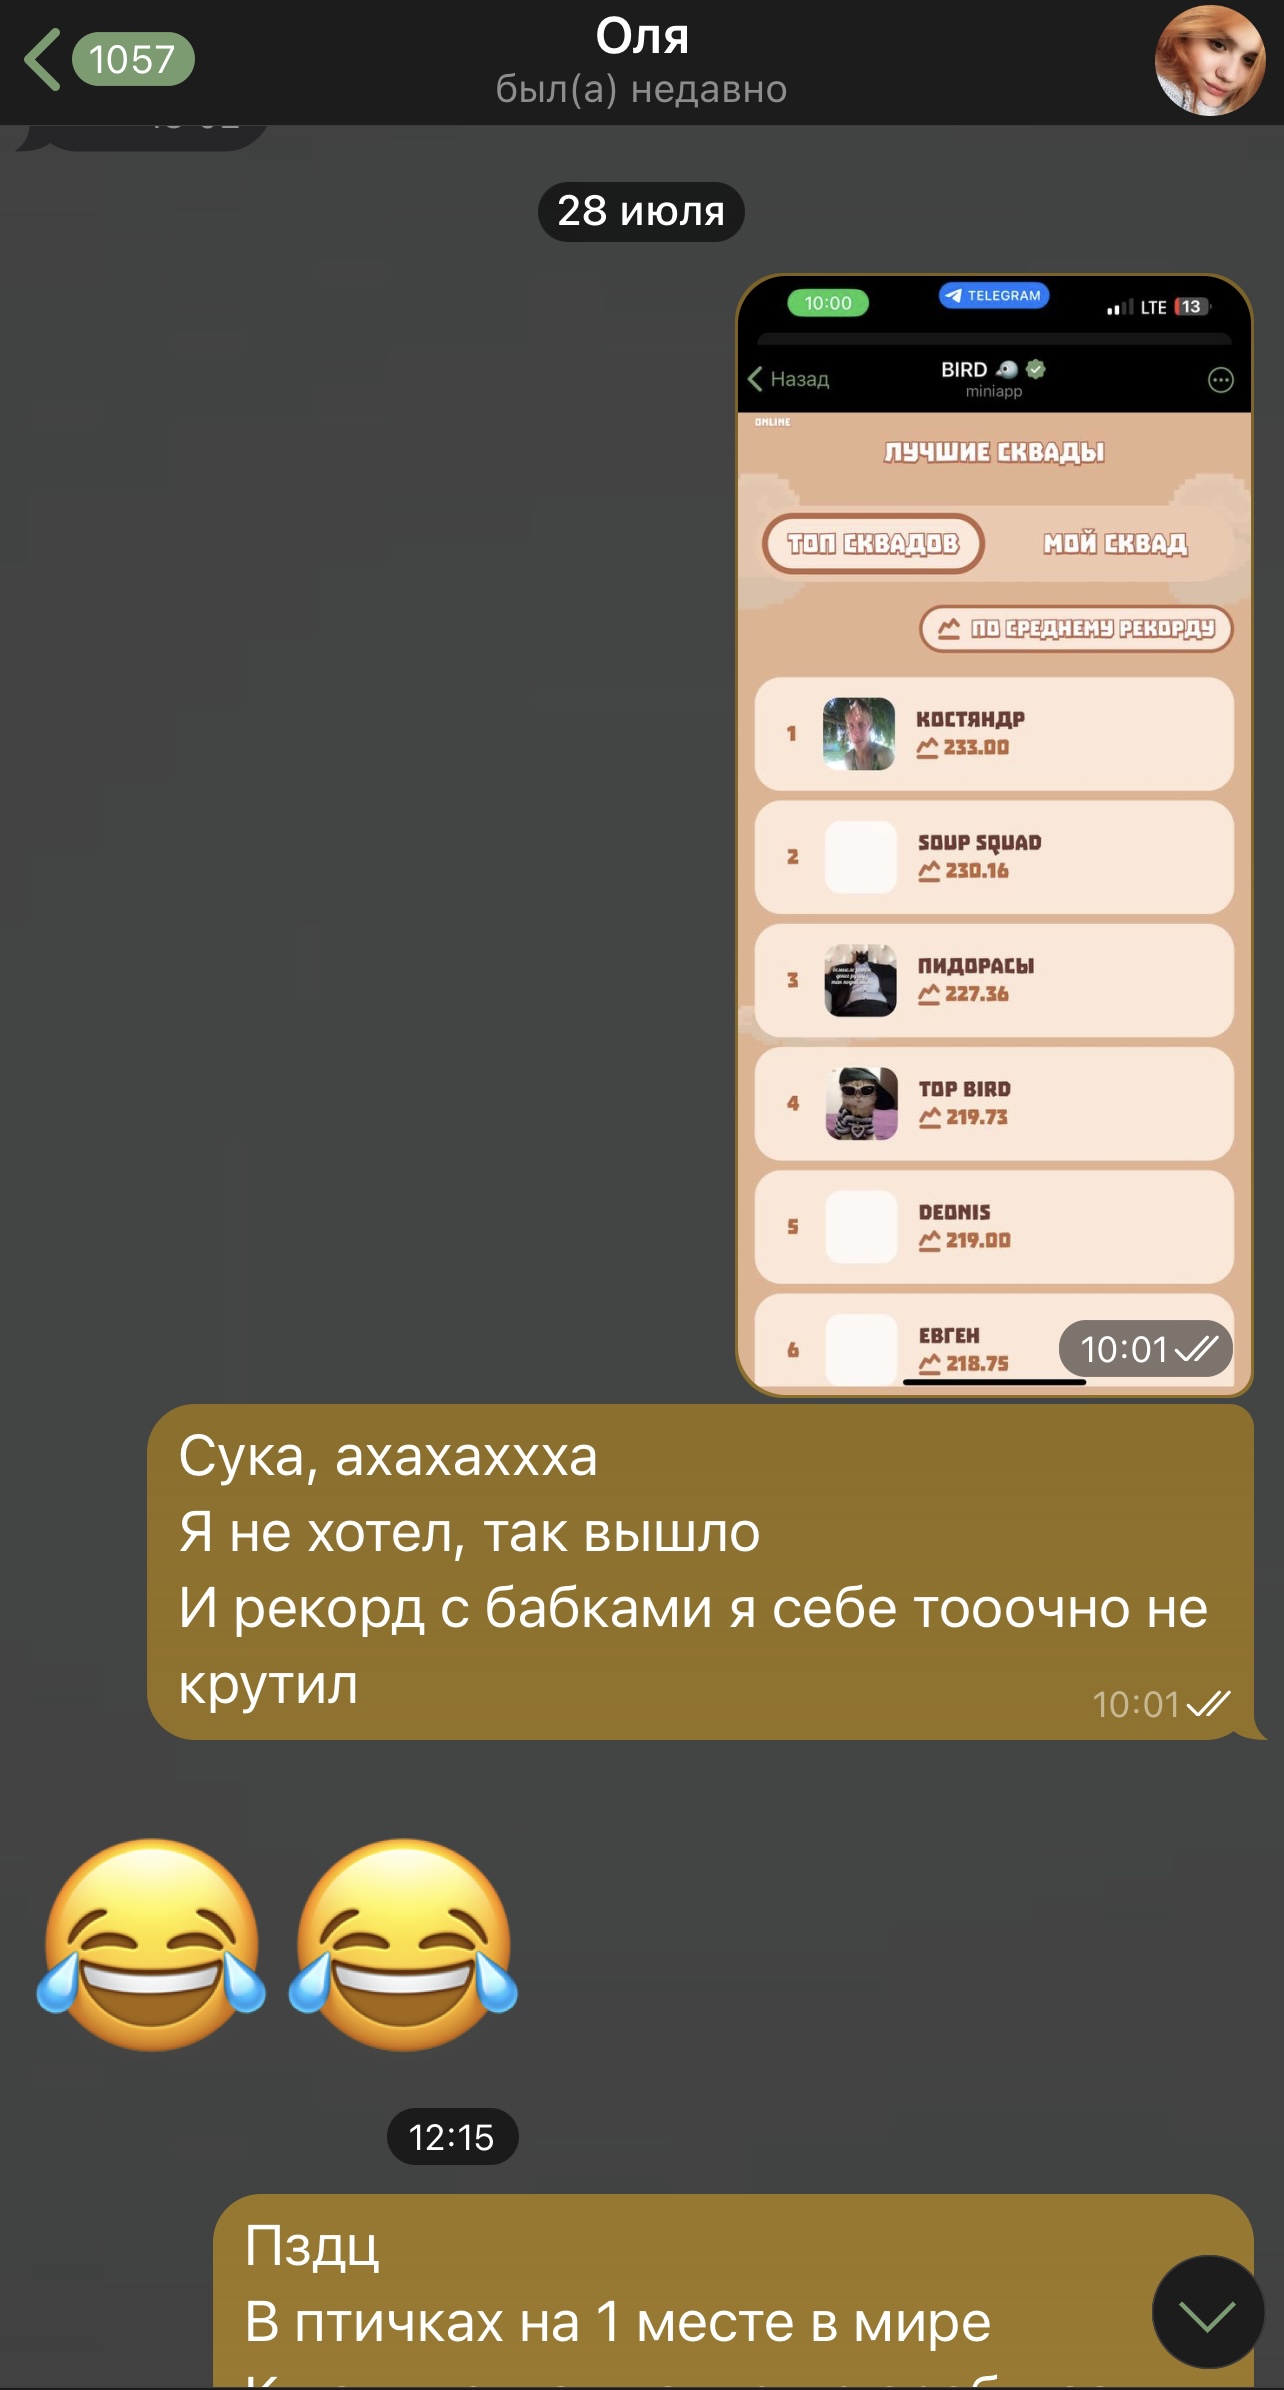 1057
Оля
был(а) недавно
28 июля
10:00
TELEGRAM
LTE 13
Назад
BIRD
miniapp
ONLINE
ЛУЧШИЕ СКВАДЫ
ТОП СКВАДОВ
МОЙ СКВАД
ПО СРЕДНЕМУ РЕКОРДУ
1
КОСТЯНДР
233.00
2
SOUP SQUAD
230.16
3
ПИДОРАСЫ
227.36
4
TOP BIRD
219.73
5
DEONIS
219.00
6
ЕВГЕН
218.75
10:01
Сука, ахахаххха
Я не хотел, так вышло
И рекорд с бабками я себе тооочно не
крутил
10:01
12:15
Пздц
В птичках на 1 месте в мире